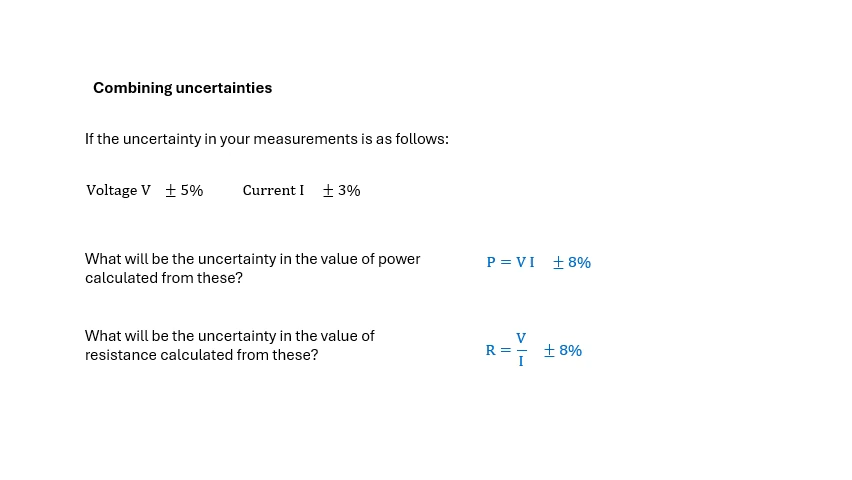 Combining uncertainties
If the uncertainty in your measurements is as follows:
Voltage V ± 5% Current I ± 3%
What will be the uncertainty in the value of power
calculated from these?
P = V I ± 8%
What will be the uncertainty in the value of
resistance calculated from these?
R = V/I ± 8%